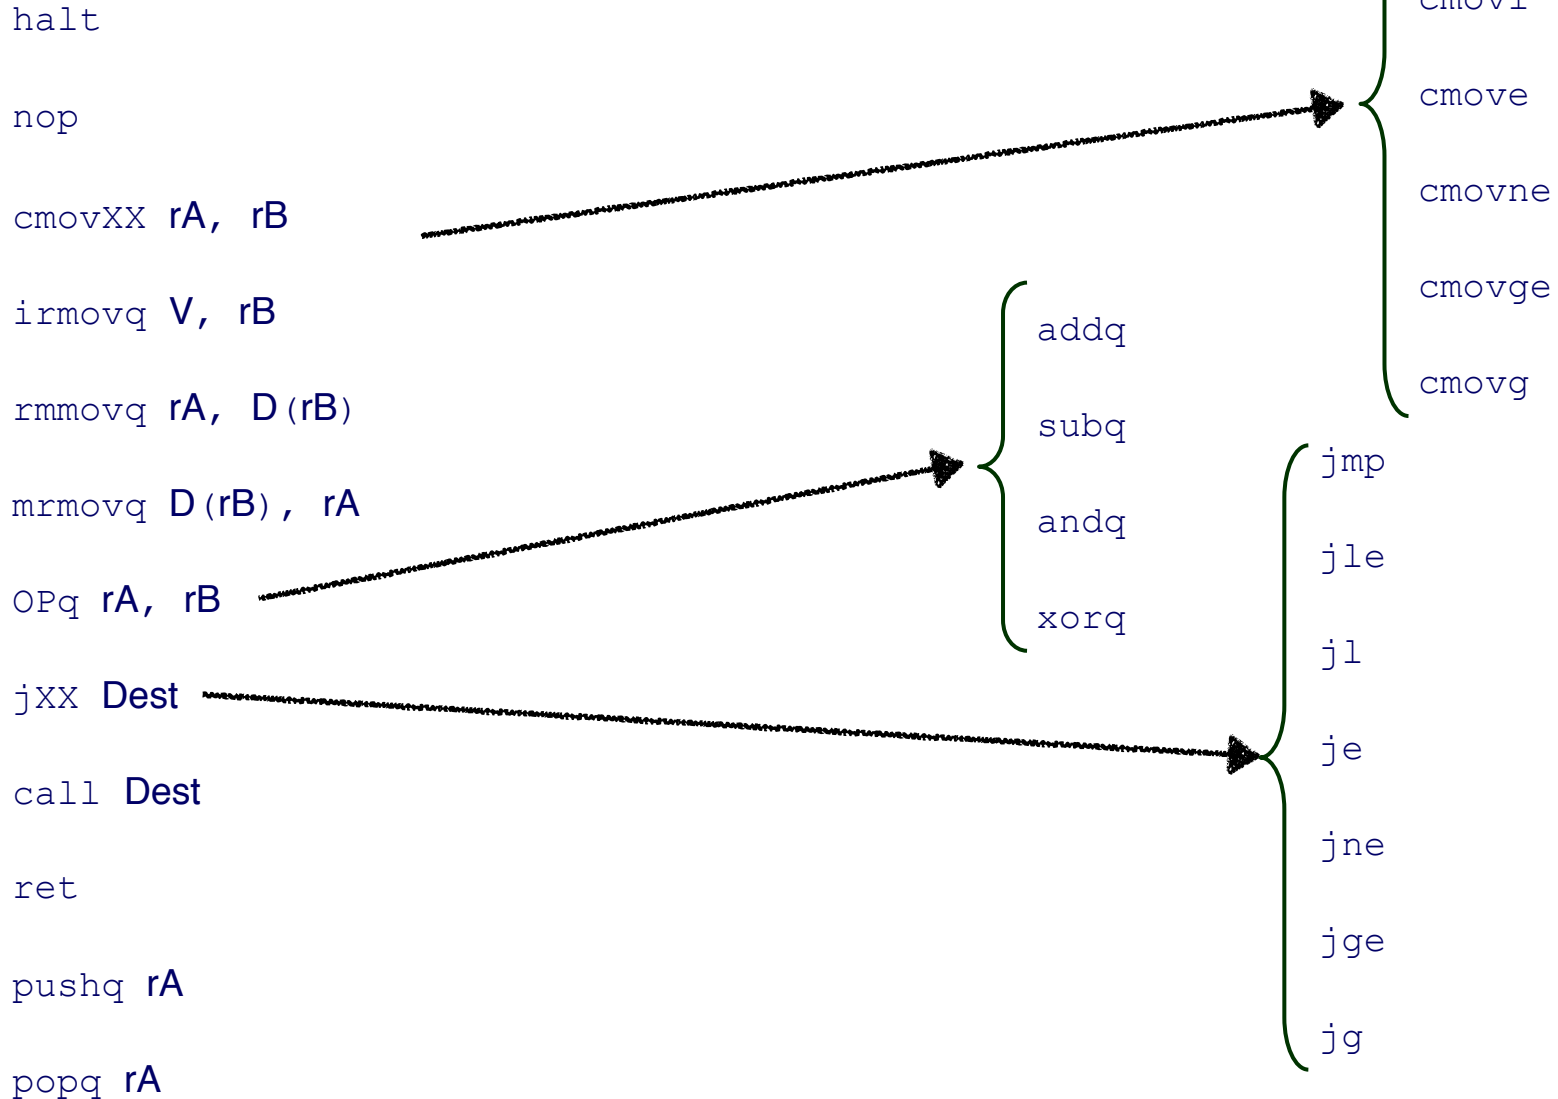 halt
nop
cmovXX rA, rB
irmovq V, rB
rmmovq rA, D(rB)
mrmovq D(rB), rA
OPq rA, rB
jXX Dest
call Dest
ret
pushq rA
popq rA
addq
subq
andq
xorq
cmove
cmovne
cmovge
cmovg
jmp
jle
jl
je
jne
jge
jg